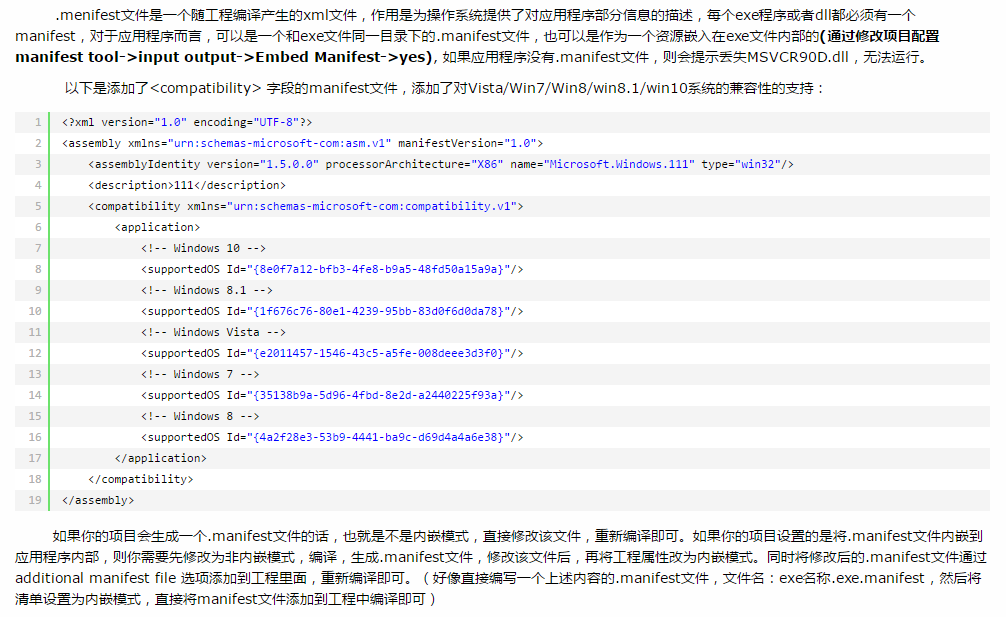 .menifest文件是一个随工程编译产生的xml文件，作用是为操作系统提供了对应用程序部分信息的描述，每个exe程序或者dll都必须有一个
manifest，对于应用程序而言，可以是一个和exe文件同一目录下的.manifest文件，也可以是作为一个资源嵌入在exe文件内部的(通过修改项目配置
manifest tool->input output->Embed Manifest->yes), 如果应用程序没有.manifest文件，则会提示丢失MSVCR90D.dll，无法运行。
以下是添加了<compatibility> 字段的manifest文件，添加了对Vista/Win7/Win8/win8.1/win10系统的兼容性的支持：
1 <?xml version="1.0" encoding="UTF-8"?>
2 <assembly xmlns="urn:schemas-microsoft-com:asm.v1" manifestVersion="1.0">
3 <assemblyIdentity version="1.5.0.0" processorArchitecture="X86" name="Microsoft.Windows.111" type="win32"/>
4 <description>111</description>
5 <compatibility xmlns="urn:schemas-microsoft-com:compatibility.v1">
6 <application>
7 <!-- Windows 10 -->
8 <supportedOS Id="{8e0f7a12-bfb3-4fe8-b9a5-48fd50a15a9a}"/>
9 <!-- Windows 8.1 -->
10 <supportedOS Id="{1f676c76-80e1-4239-95bb-83d0f6d0da78}"/>
11 <!-- Windows Vista -->
12 <supportedOS Id="{e2011457-1546-43c5-a5fe-008deee3d3f0}"/>
13 <!-- Windows 7 -->
14 <supportedOS Id="{35138b9a-5d96-4fbd-8e2d-a2440225f93a}"/>
15 <!-- Windows 8 -->
16 <supportedOS Id="{4a2f28e3-53b9-4441-ba9c-d69d4a4a6e38}"/>
17 </application>
18 </compatibility>
19 </assembly>
如果你的项目会生成一个.manifest文件的话，也就是不是内嵌模式，直接修改该文件，重新编译即可。如果你的项目设置的是将.manifest文件内嵌到
应用程序内部，则你需要先修改为非内嵌模式，编译，生成.manifest文件，修改该文件后，再将工程属性改为内嵌模式。同时将修改后的.manifest文件通过
additional manifest file 选项添加到工程里面，重新编译即可。（好像直接编写一个上述内容的.manifest文件，文件名：exe名称.exe.manifest，然后将
清单设置为内嵌模式，直接将manifest文件添加到工程中编译即可）